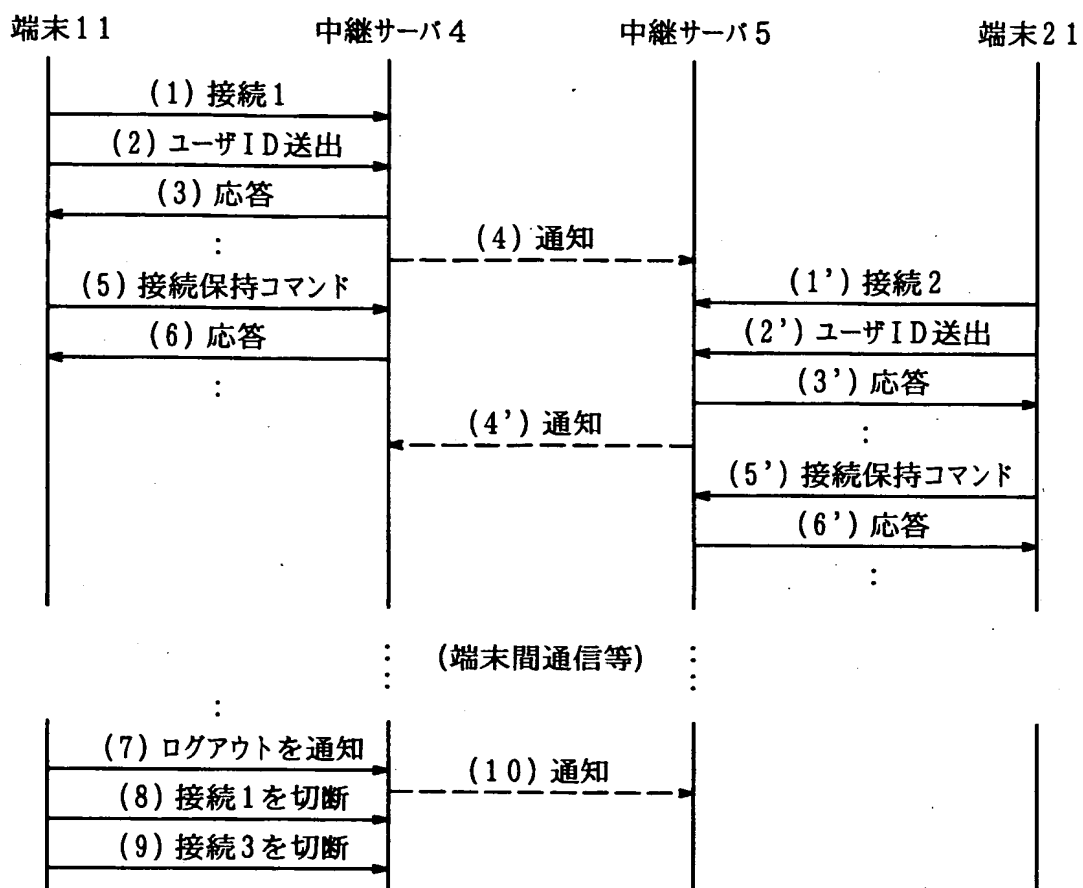 端末11 中継サーバ4 中継サーバ5 端末21
(1)接続1
(2)ユーザID送出
(3)応答
:
(4)通知
(5)接続保持コマンド
(1')接続2
(6)応答
(2')ユーザID送出
:
(3')応答
(4')通知
:
(5')接続保持コマンド
(6')応答
:
(端末間通信等)
:
(7)ログアウトを通知
(10)通知
(8)接続1を切断
(9)接続3を切断